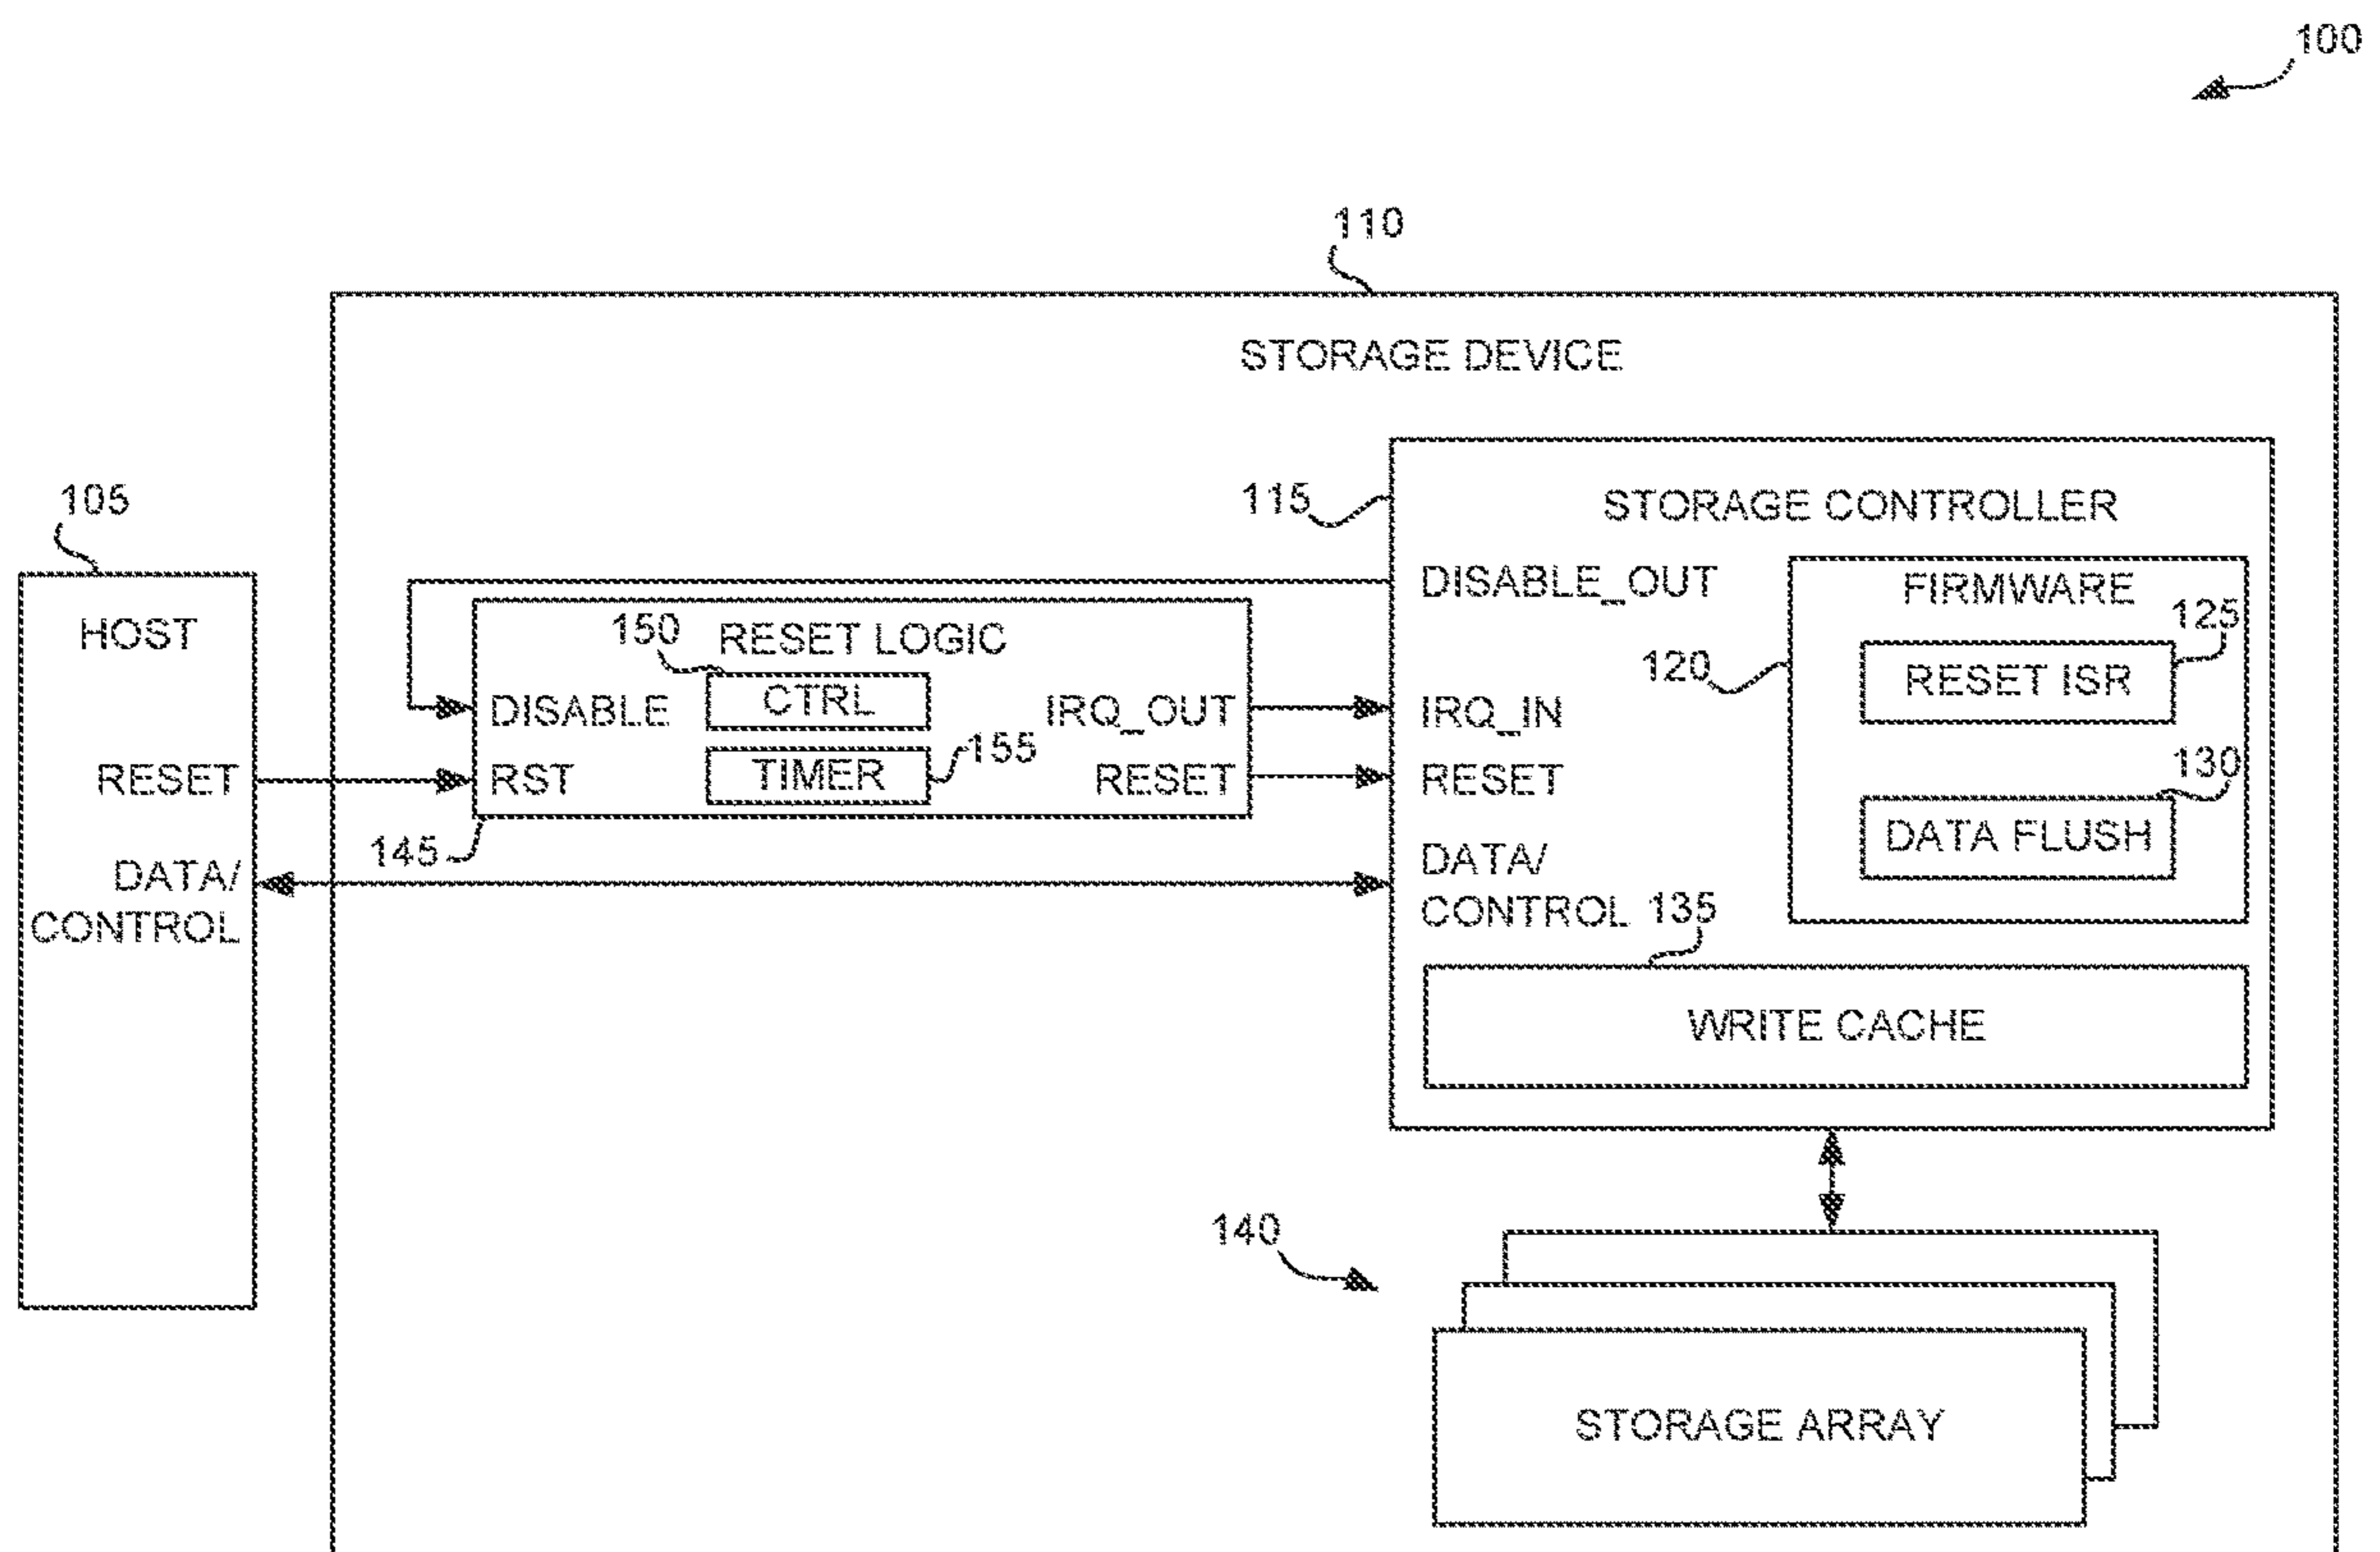 100
110
STORAGE DEVICE
105
115
STORAGE CONTROLLER
HOST
DISABLE_OUT
FIRMWARE
125
150
RESET LOGIC
120
RESET ISR
DISABLE
CTRL
IRQ_OUT
IRQ_IN
155
130
RESET
RST
TIMER
RESET
RESET
145
DATA FLUSH
DATA/
CONTROL
DATA/
CONTROL
135
WRITE CACHE
140
STORAGE ARRAY